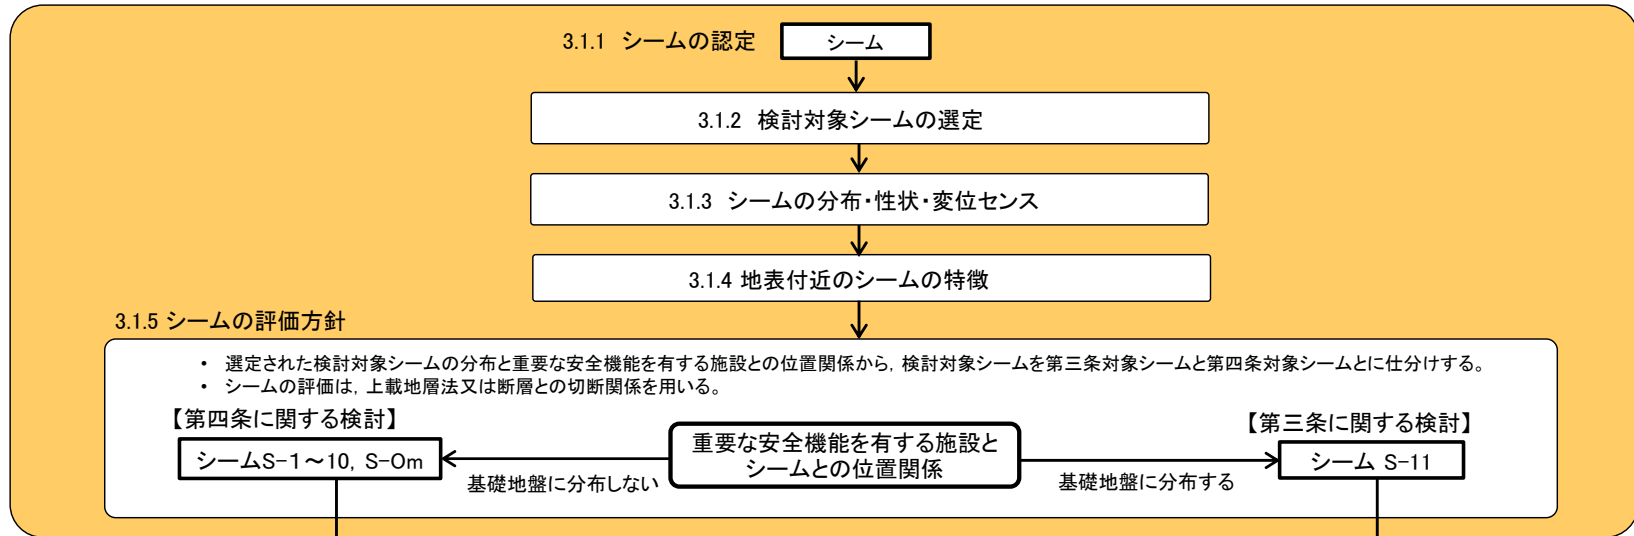 3.1.1 シームの認定
シーム
3.1.2 検討対象シームの選定
3.1.3 シームの分布・性状・変位センス
3.1.4 地表付近のシームの特徴
3.1.5 シームの評価方針
• 選定された検討対象シームの分布と重要な安全機能を有する施設との位置関係から，検討対象シームを第三条対象シームと第四条対象シームとに仕分けする。
• シームの評価は，上載地層法又は断層との切断関係を用いる。
【第四条に関する検討】
シームS-１～10，S-Om
基礎地盤に分布しない
重要な安全機能を有する施設と
シームとの位置関係
基礎地盤に分布する
【第三条に関する検討】
シーム S-11